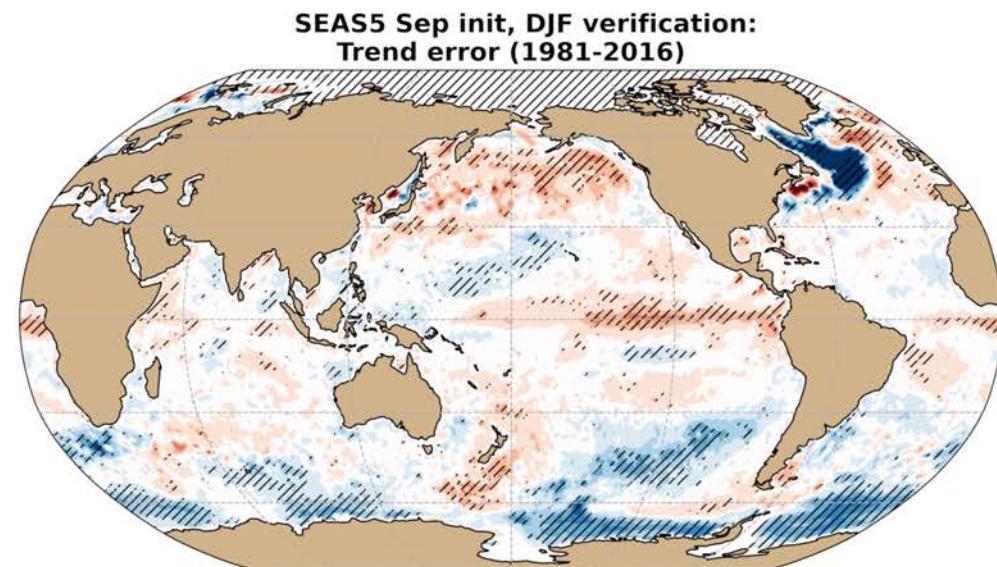 SEAS5 Sep init, DJF verification:
Trend error (1981-2016)